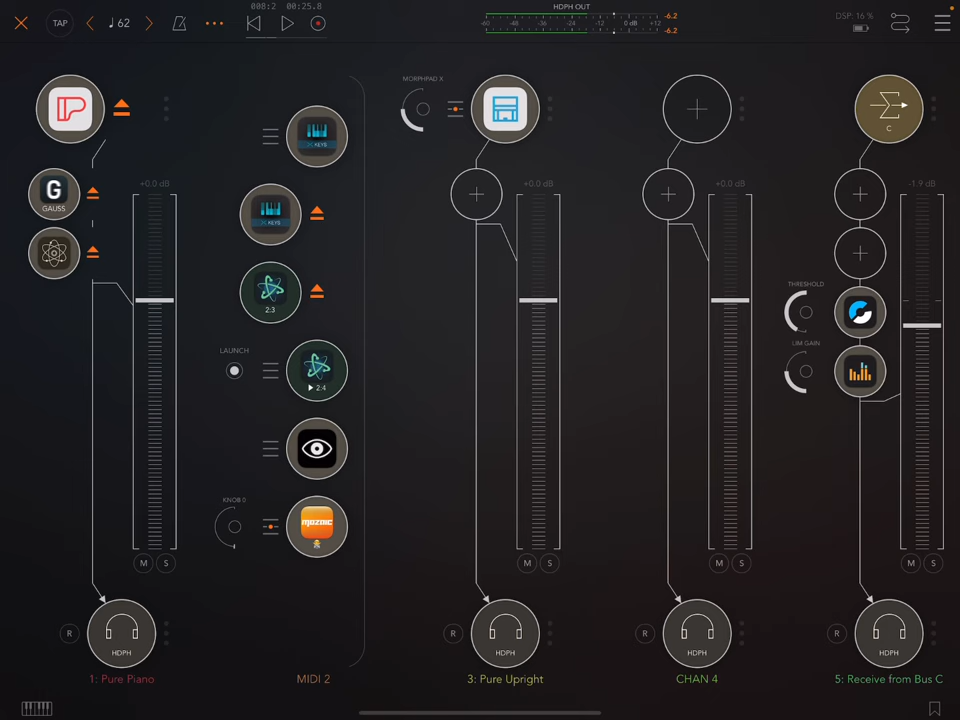 TAP
♩ 62
008:2 00:25.8
HDPH OUT
-60 -48 -36 -24 -12 0 dB +12
-6.2
-6.2
DSP: 16 %
G
GAUSS
+0.0 dB
M S
R
HDPH
1: Pure Piano
KEYS
KEYS
2:3
LAUNCH
2:4
KNOB 0
MOZAIC
MIDI 2
MORPHPAD X
+0.0 dB
M S
R
HDPH
3: Pure Upright
+0.0 dB
M S
R
HDPH
CHAN 4
C
-1.9 dB
THRESHOLD
LIM GAIN
M S
R
HDPH
5: Receive from Bus C